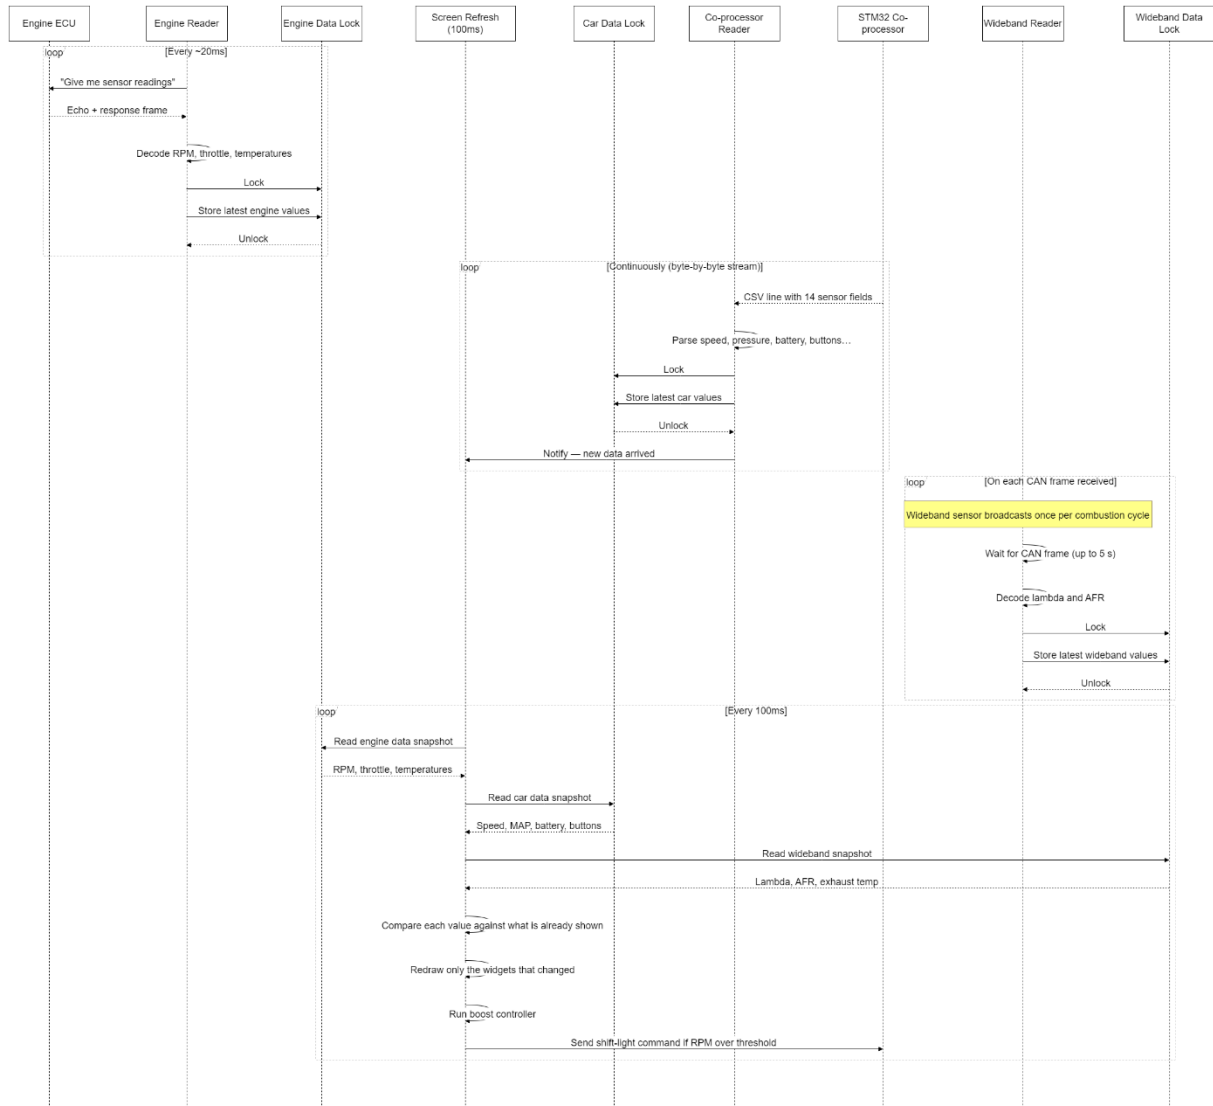 Engine ECU
Engine Reader
Engine Data Lock
Screen Refresh
(100ms)
Car Data Lock
Co-processor
Reader
STM32 Co-
processor
Wideband Reader
Wideband Data
Lock
loop
[Every ~20ms]
"Give me sensor readings"
Echo + response frame
Decode RPM, throttle, temperatures
Lock
Store latest engine values
Unlock
loop
[Continuously (byte-by-byte stream)]
CSV line with 14 sensor fields
Parse speed, pressure, battery, buttons…
Lock
Store latest car values
Unlock
Notify — new data arrived
loop
[On each CAN frame received]
Wideband sensor broadcasts once per combustion cycle
Wait for CAN frame (up to 5 s)
Decode lambda and AFR
Lock
Store latest wideband values
Unlock
loop
[Every 100ms]
Read engine data snapshot
RPM, throttle, temperatures
Read car data snapshot
Speed, MAP, battery, buttons
Read wideband snapshot
Lambda, AFR, exhaust temp
Compare each value against what is already shown
Redraw only the widgets that changed
Run boost controller
Send shift-light command if RPM over threshold